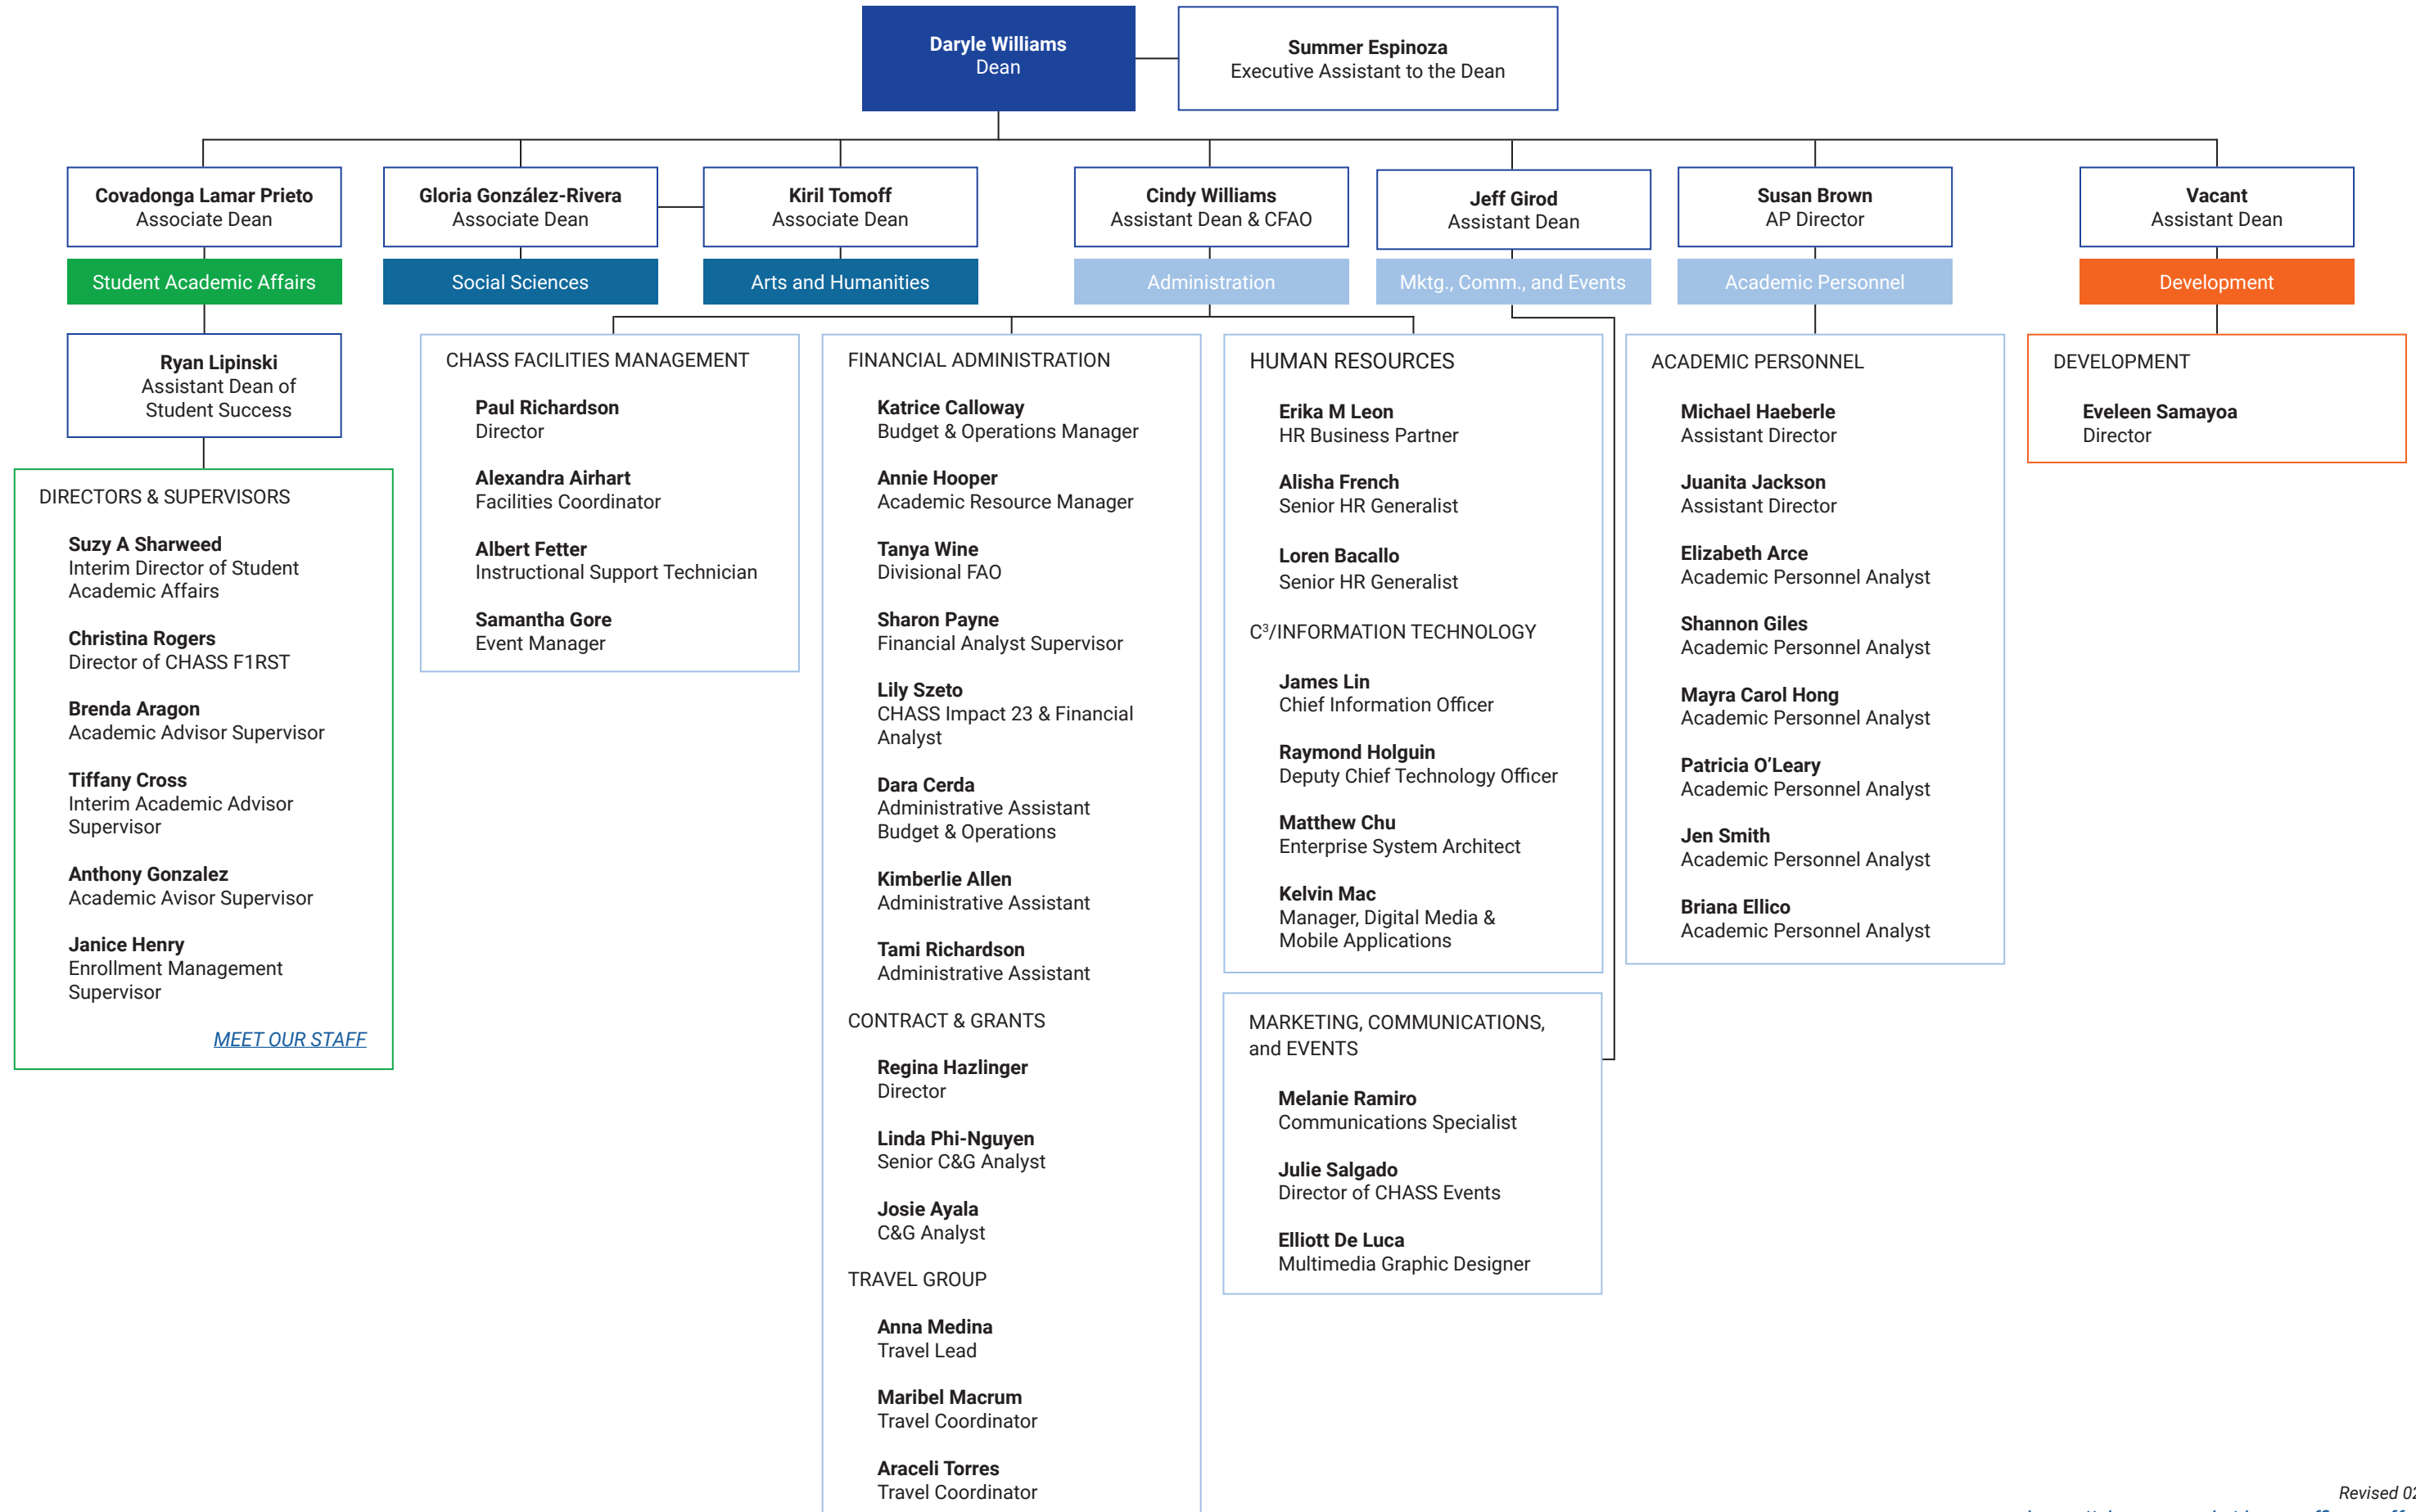 Daryle Williams
Dean
Summer Espinoza
Executive Assistant to the Dean
Covadonga Lamar Prieto
Associate Dean
Student Academic Affairs
Gloria González-Rivera
Associate Dean
Social Sciences
Kiril Tomoff
Associate Dean
Arts and Humanities
Cindy Williams
Assistant Dean & CFAO
Administration
Jeff Girod
Assistant Dean
Mktg., Comm., and Events
Susan Brown
AP Director
Academic Personnel
Vacant
Assistant Dean
Development
Ryan Lipinski
Assistant Dean of
Student Success
DIRECTORS & SUPERVISORS
Suzy A Sharweed
Interim Director of Student
Academic Affairs
Christina Rogers
Director of CHASS F1RST
Brenda Aragon
Academic Advisor Supervisor
Tiffany Cross
Interim Academic Advisor
Supervisor
Anthony Gonzalez
Academic Avisor Supervisor
Janice Henry
Enrollment Management
Supervisor
MEET OUR STAFF
CHASS FACILITIES MANAGEMENT
Paul Richardson
Director
Alexandra Airhart
Facilities Coordinator
Albert Fetter
Instructional Support Technician
Samantha Gore
Event Manager
FINANCIAL ADMINISTRATION
Katrice Calloway
Budget & Operations Manager
Annie Hooper
Academic Resource Manager
Tanya Wine
Divisional FAO
Sharon Payne
Financial Analyst Supervisor
Lily Szeto
CHASS Impact 23 & Financial
Analyst
Dara Cerda
Administrative Assistant
Budget & Operations
Kimberlie Allen
Administrative Assistant
Tami Richardson
Administrative Assistant
CONTRACT & GRANTS
Regina Hazlinger
Director
Linda Phi-Nguyen
Senior C&G Analyst
Josie Ayala
C&G Analyst
TRAVEL GROUP
Anna Medina
Travel Lead
Maribel Macrum
Travel Coordinator
Araceli Torres
Travel Coordinator
HUMAN RESOURCES
Erika M Leon
HR Business Partner
Alisha French
Senior HR Generalist
Loren Bacallo
Senior HR Generalist
C³/INFORMATION TECHNOLOGY
James Lin
Chief Information Officer
Raymond Holguin
Deputy Chief Technology Officer
Matthew Chu
Enterprise System Architect
Kelvin Mac
Manager, Digital Media &
Mobile Applications
MARKETING, COMMUNICATIONS,
and EVENTS
Melanie Ramiro
Communications Specialist
Julie Salgado
Director of CHASS Events
Elliott De Luca
Multimedia Graphic Designer
ACADEMIC PERSONNEL
Michael Haeberle
Assistant Director
Juanita Jackson
Assistant Director
Elizabeth Arce
Academic Personnel Analyst
Shannon Giles
Academic Personnel Analyst
Mayra Carol Hong
Academic Personnel Analyst
Patricia O’Leary
Academic Personnel Analyst
Jen Smith
Academic Personnel Analyst
Briana Ellico
Academic Personnel Analyst
DEVELOPMENT
Eveleen Samayoa
Director
Revised 02